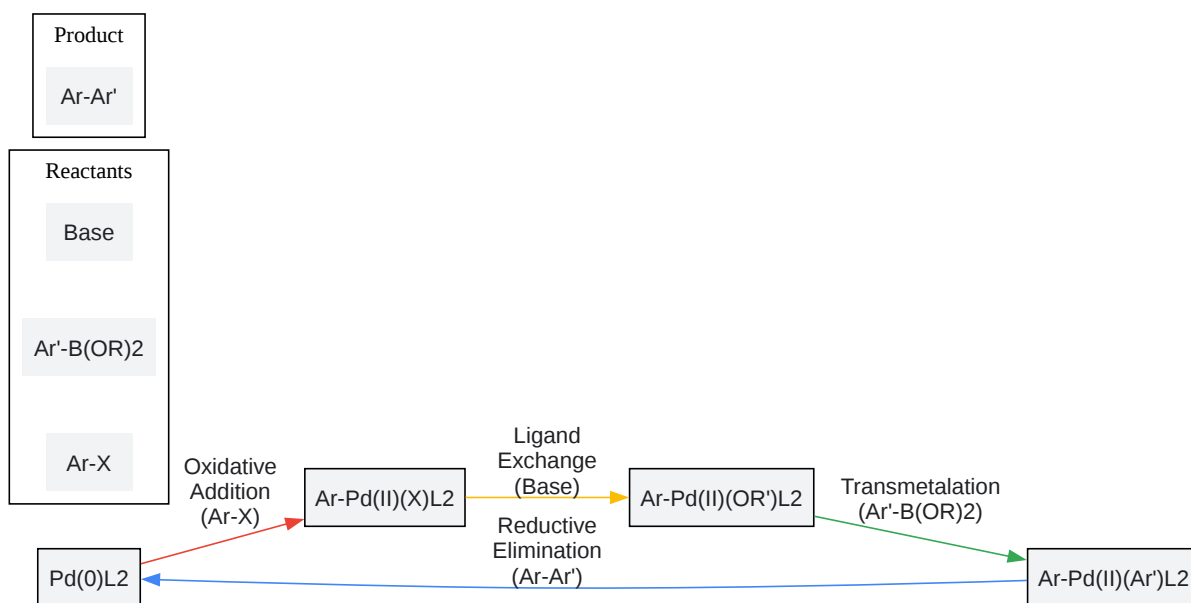 Product
Ar-Ar'
Reactants
Base
Ar'-B(OR)2
Ar-X
Oxidative
Addition
(Ar-X)
Ligand
Exchange
(Base)
Transmetalation
(Ar'-B(OR)2)
Reductive
Elimination
(Ar-Ar')
Pd(0)L2
Ar-Pd(II)(X)L2
Ar-Pd(II)(OR')L2
Ar-Pd(II)(Ar')L2